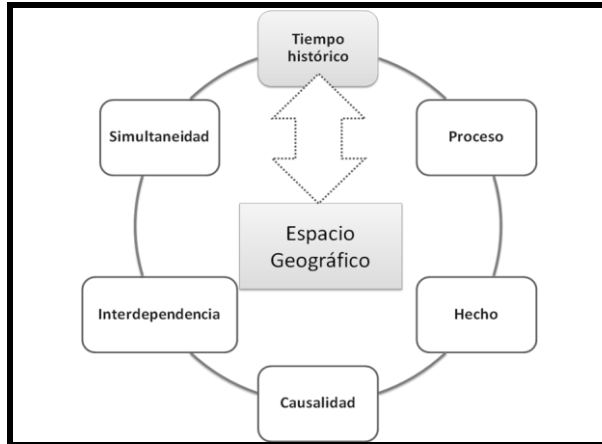 Tiempo
histórico
Simultaneidad
Proceso
Espacio
Geográfico
Interdependencia
Hecho
Causalidad